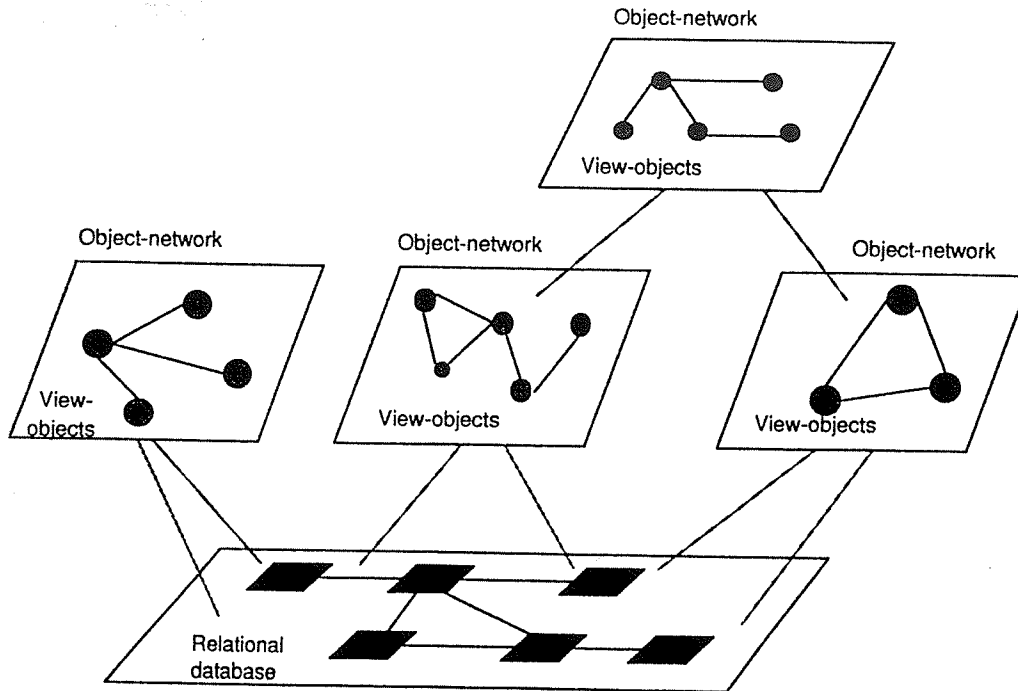 Object-network
View-objects
Object-network
View-
objects
Object-network
View-objects
Object-network
View-objects
Relational
database